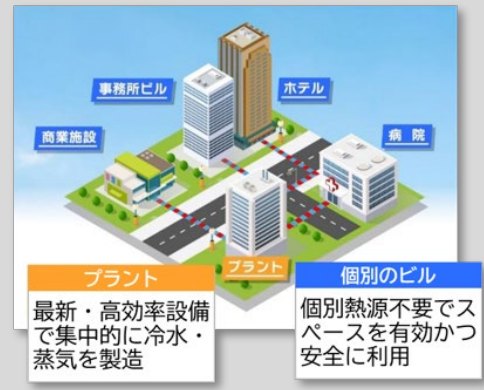 事務所ビル
ホテル
商業施設
病 院
プラント
プラント
最新・高効率設備
で集中的に冷水・
蒸気を製造
個別のビル
個別熱源不要でス
ペースを有効かつ
安全に利用